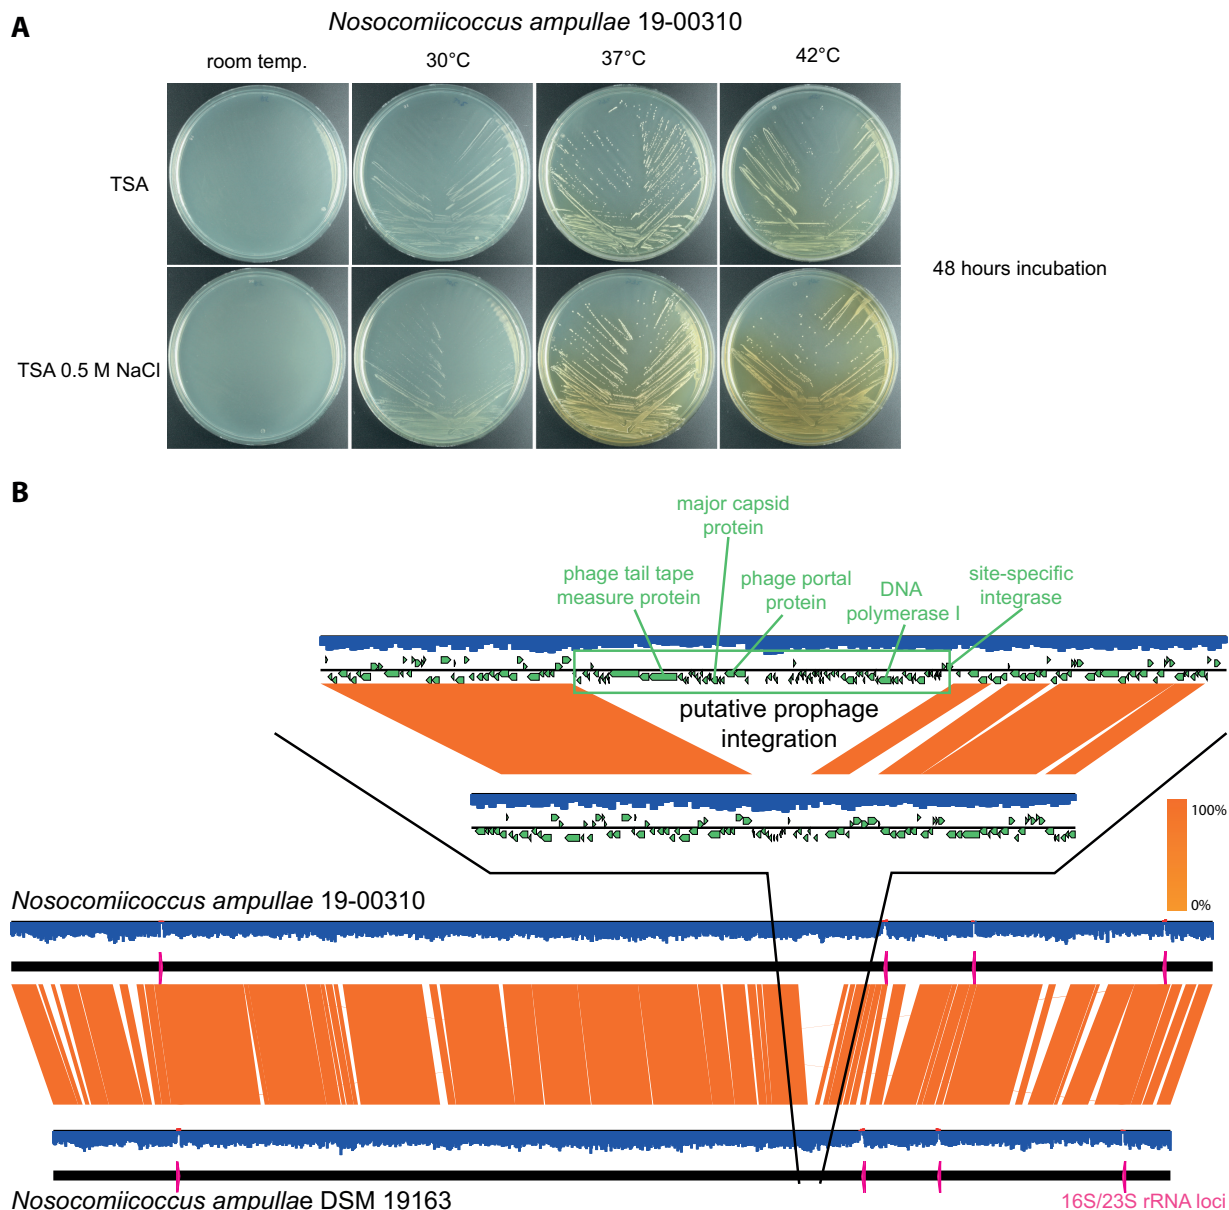 A
Nosocomiicoccus ampullae 19-00310
room temp.
30°C
37°C
42°C
TSA
TSA 0.5 M NaCl
48 hours incubation
B
major capsid
protein
phage tail tape
measure protein
phage portal
protein
DNA
polymerase I
site-specific
integrase
putative prophage
integration
100%
0%
Nosocomiicoccus ampullae 19-00310
Nosocomiicoccus ampullae DSM 19163
16S/23S rRNA loci